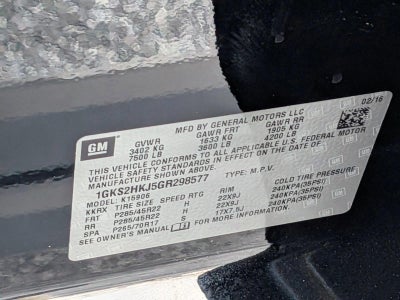 02/16
MFD BY GENERAL MOTORS LLC
GM
GVWR GAWR FRT GAWR RR
3402 KG 1633 KG 1905 KG
7500 LB 3600 LB 4200 LB
THIS VEHICLE CONFORMS TO ALL APPLICABLE U.S. FEDERAL MOTOR
VEHICLE SAFETY STANDARDS IN EFFECT ON THE DATE OF
MANUFACTURE SHOWN ABOVE.
1GKS2HKJ5GR298577 TYPE: M.P.V.
MODEL: K15906
KKRX TIRE SIZE SPEED RTG RIM COLD TIRE PRESSURE
FRT P285/45R22 H 22X9J 240KPA(35PSI)
RR P285/45R22 H 22X9J 240KPA(35PSI)
SPA P265/70R17 S 17X7.5J 240KPA(35PSI)
SEE OWNER'S MANUAL FOR MORE INFORMATION.